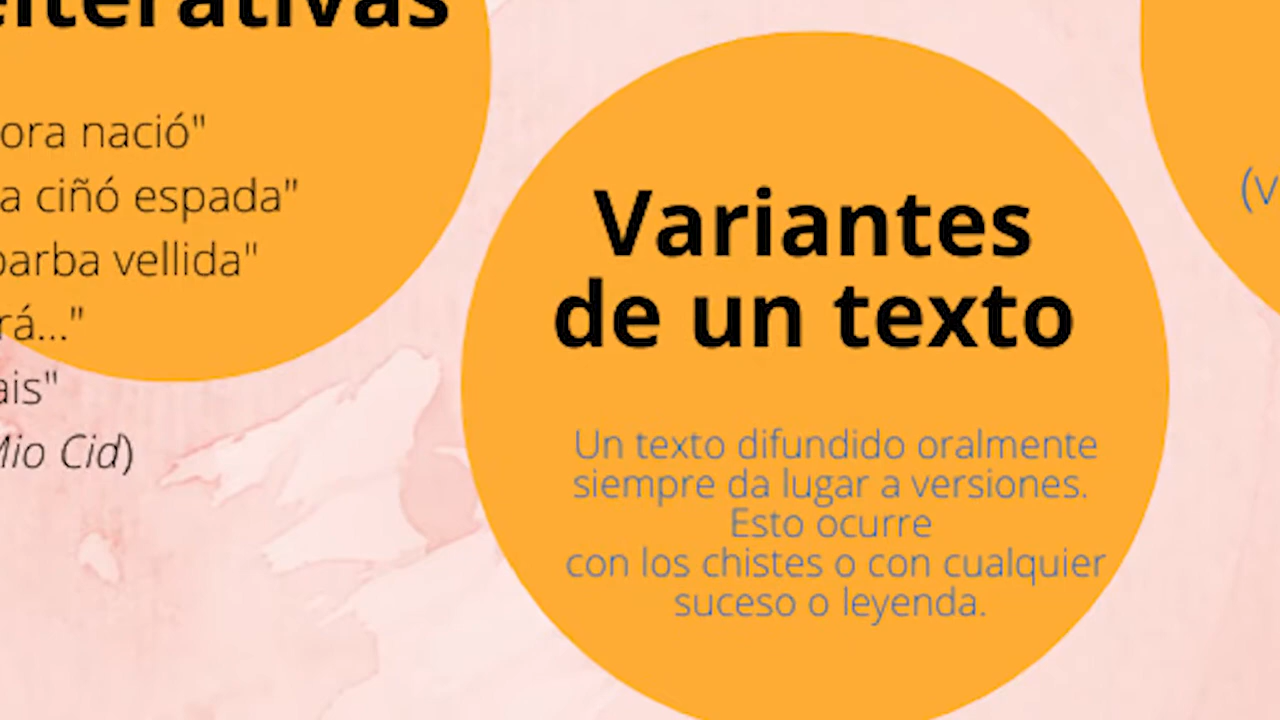 ora nació"
a ciñó espada"
barba vellida"
rá..."
ais"
Mio Cid)
Variantes
de un texto
Un texto difundido oralmente
siempre da lugar a versiones.
Esto ocurre
con los chistes o con cualquier
suceso o leyenda.
(v